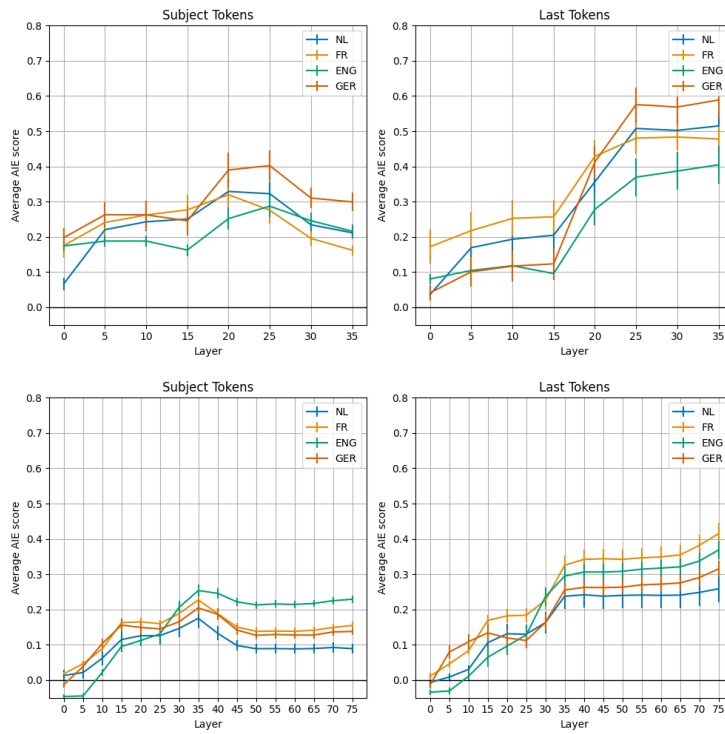 Subject Tokens
Average AIE score
0.8
0.7
0.6
0.5
0.4
0.3
0.2
0.1
0.0
NL
FR
ENG
GER
0 5 10 15 20 25 30 35
Layer
Last Tokens
Average AIE score
0.8
0.7
0.6
0.5
0.4
0.3
0.2
0.1
0.0
NL
FR
ENG
GER
0 5 10 15 20 25 30 35
Layer
Subject Tokens
Average AIE score
0.8
0.7
0.6
0.5
0.4
0.3
0.2
0.1
0.0
NL
FR
ENG
GER
0 5 10 15 20 25 30 35 40 45 50 55 60 65 70 75
Layer
Last Tokens
Average AIE score
0.8
0.7
0.6
0.5
0.4
0.3
0.2
0.1
0.0
NL
FR
ENG
GER
0 5 10 15 20 25 30 35 40 45 50 55 60 65 70 75
Layer